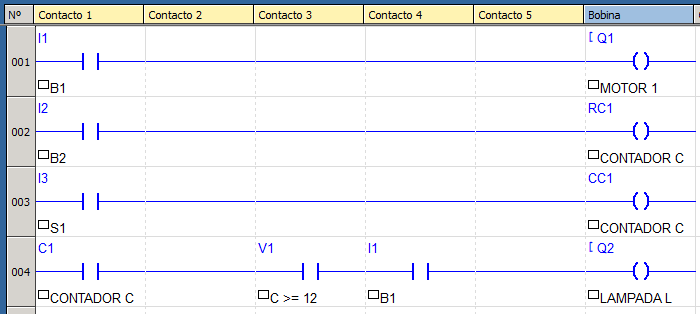 Nº Contacto 1 Contacto 2 Contacto 3 Contacto 4 Contacto 5 Bobina
I1 [ Q1
001
B1 MOTOR 1
I2 RC1
002
B2 CONTADOR C
I3 CC1
003
S1 CONTADOR C
C1 V1 I1 [ Q2
004
CONTADOR C C >= 12 B1 LAMPADA L